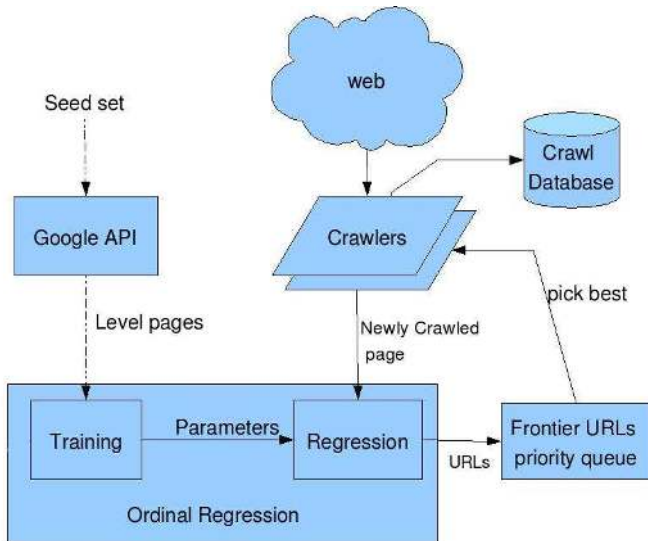 web
Seed set
Crawl
Database
Google API
Crawlers
pick best
Level pages
Newly Crawled
page
Training
Parameters
Regression
URLs
Frontier URLs
priority queue
Ordinal Regression